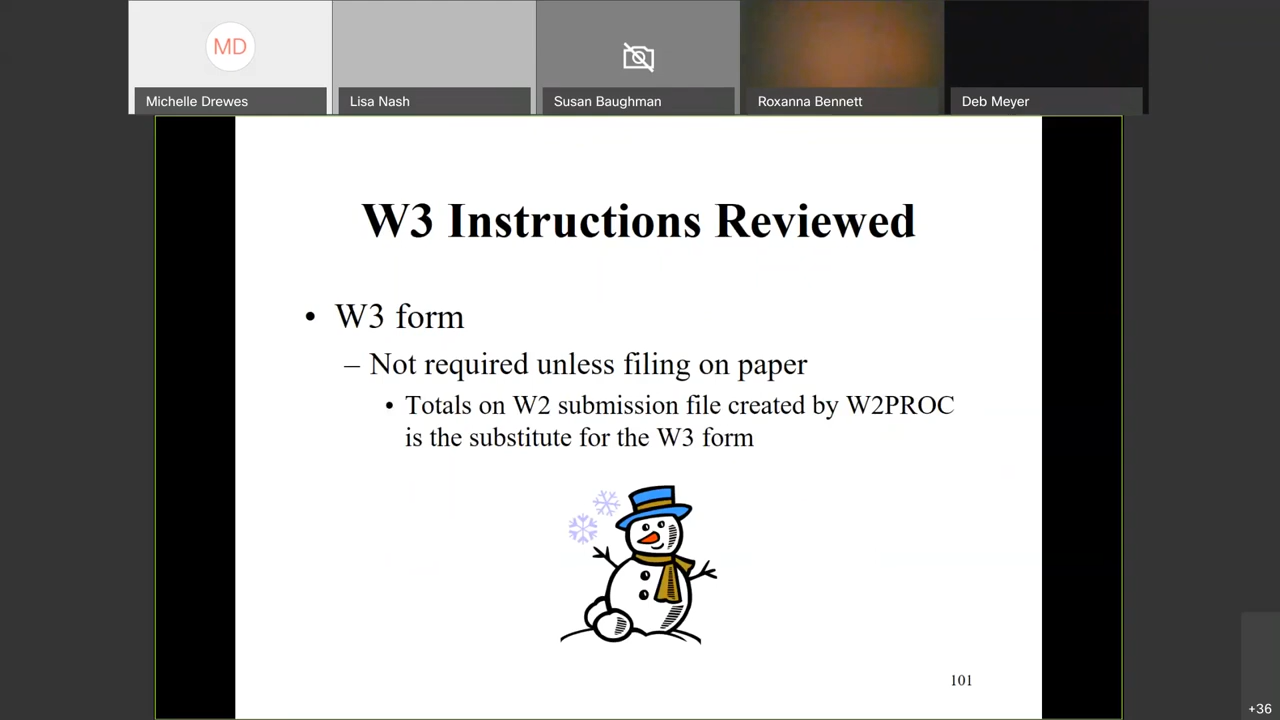 MD
Michelle Drewes
Lisa Nash
Susan Baughman
Roxanna Bennett
Deb Meyer
W3 Instructions Reviewed
• W3 form
– Not required unless filing on paper
• Totals on W2 submission file created by W2PROC
is the substitute for the W3 form
101
+36